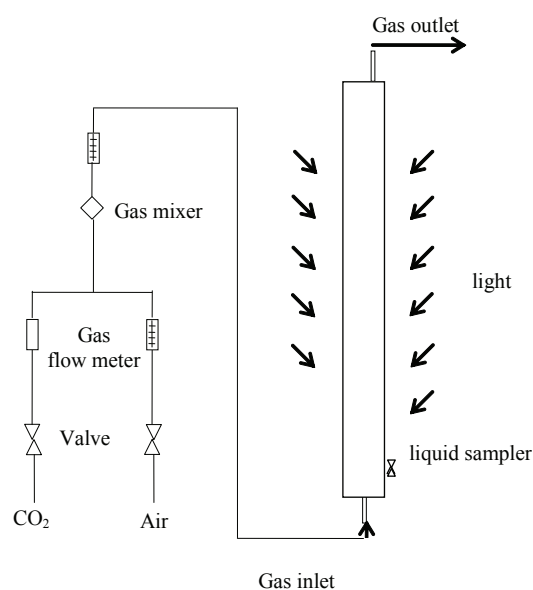 Gas outlet
Gas mixer
light
Gas
flow meter
Valve
liquid sampler
CO₂
Air
Gas inlet